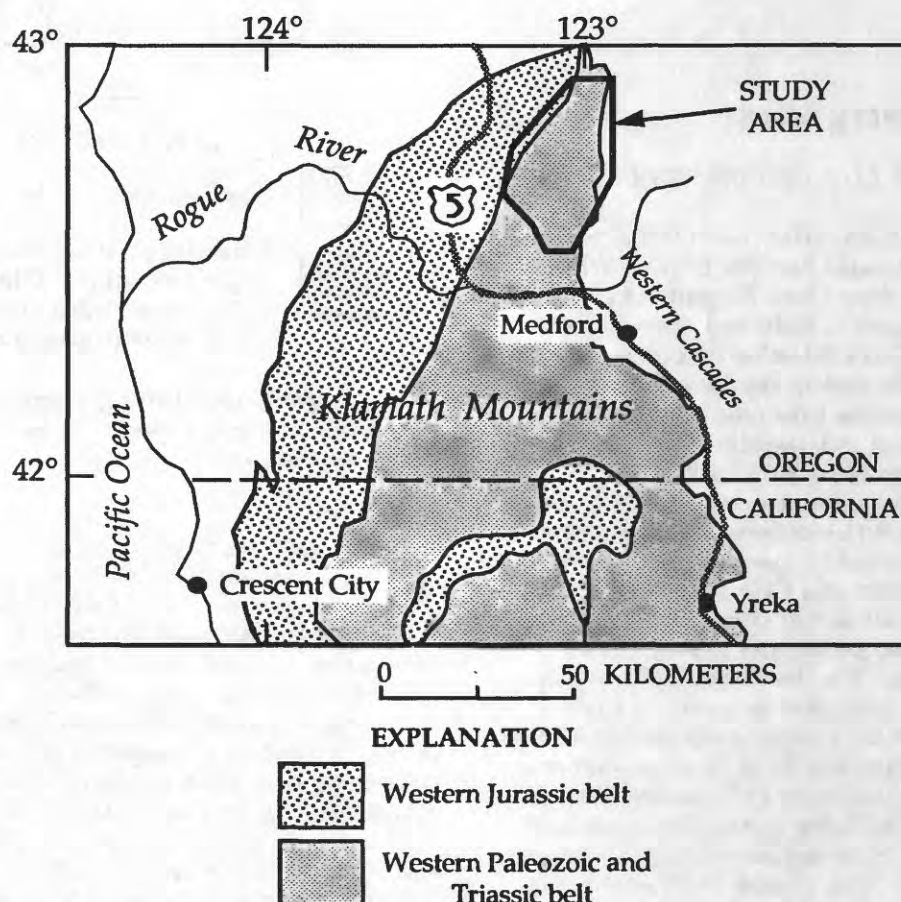 124°
123°
43°
STUDY
AREA
River
Rogue
5
Western Cascades
Medford
Klamath Mountains
Pacific Ocean
42°
OREGON
CALIFORNIA
Crescent City
Yreka
0 50 KILOMETERS
EXPLANATION
Western Jurassic belt
Western Paleozoic and
Triassic belt